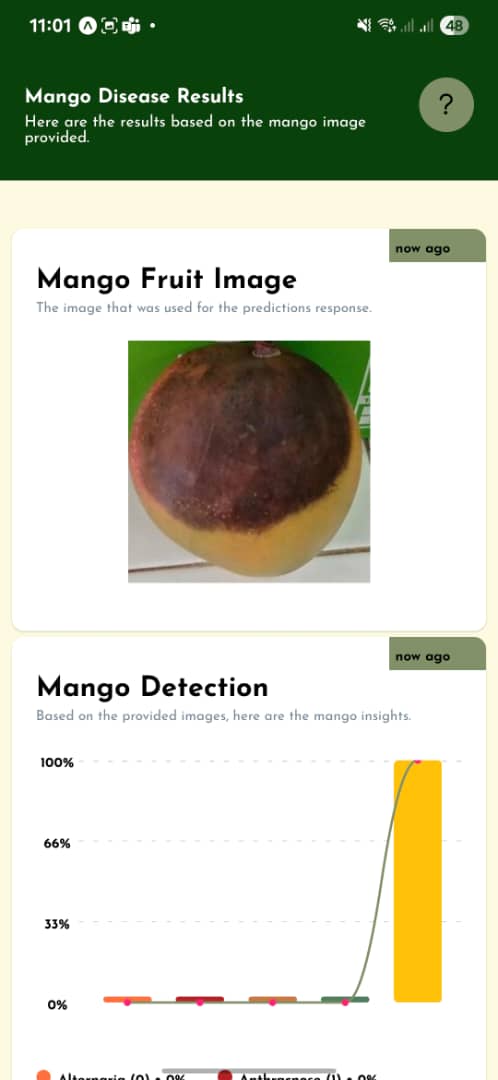 11:01 48
Mango Disease Results
Here are the results based on the mango image
provided.
?
now ago
Mango Fruit Image
The image that was used for the predictions response.
now ago
Mango Detection
Based on the provided images, here are the mango insights.
100%
66%
33%
0%
Alternaria (0) • 0% Anthracnose (1) • 0%